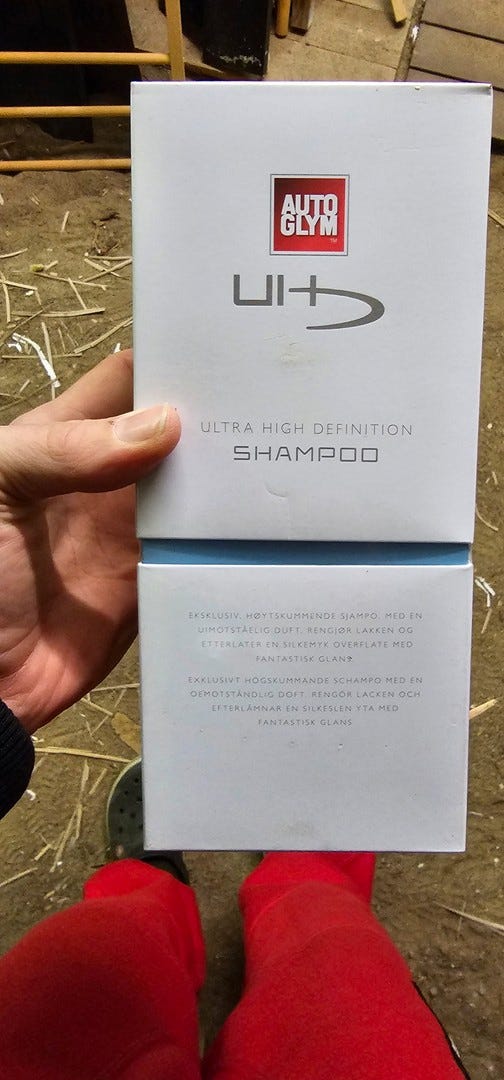 AUTO
GLYM
TM
UHD
ULTRA HIGH DEFINITION
SHAMPOO
EKSKLUSIV, HØYTSKUMMENDE SJAMPO, MED EN
UIMOTSTÅELIG DUFT. RENGJØR LAKKEN OG
ETTERLATER EN SILKEMYK OVERFLATE MED
FANTASTISK GLANS
EXKLUSIVT HÖGSKUMMANDE SCHAMPO MED EN
OEMOTSTÅNDLIG DOFT. RENGÖR LACKEN OCH
EFTERLÄMNAR EN SILKESLEN YTA MED
FANTASTISK GLANS